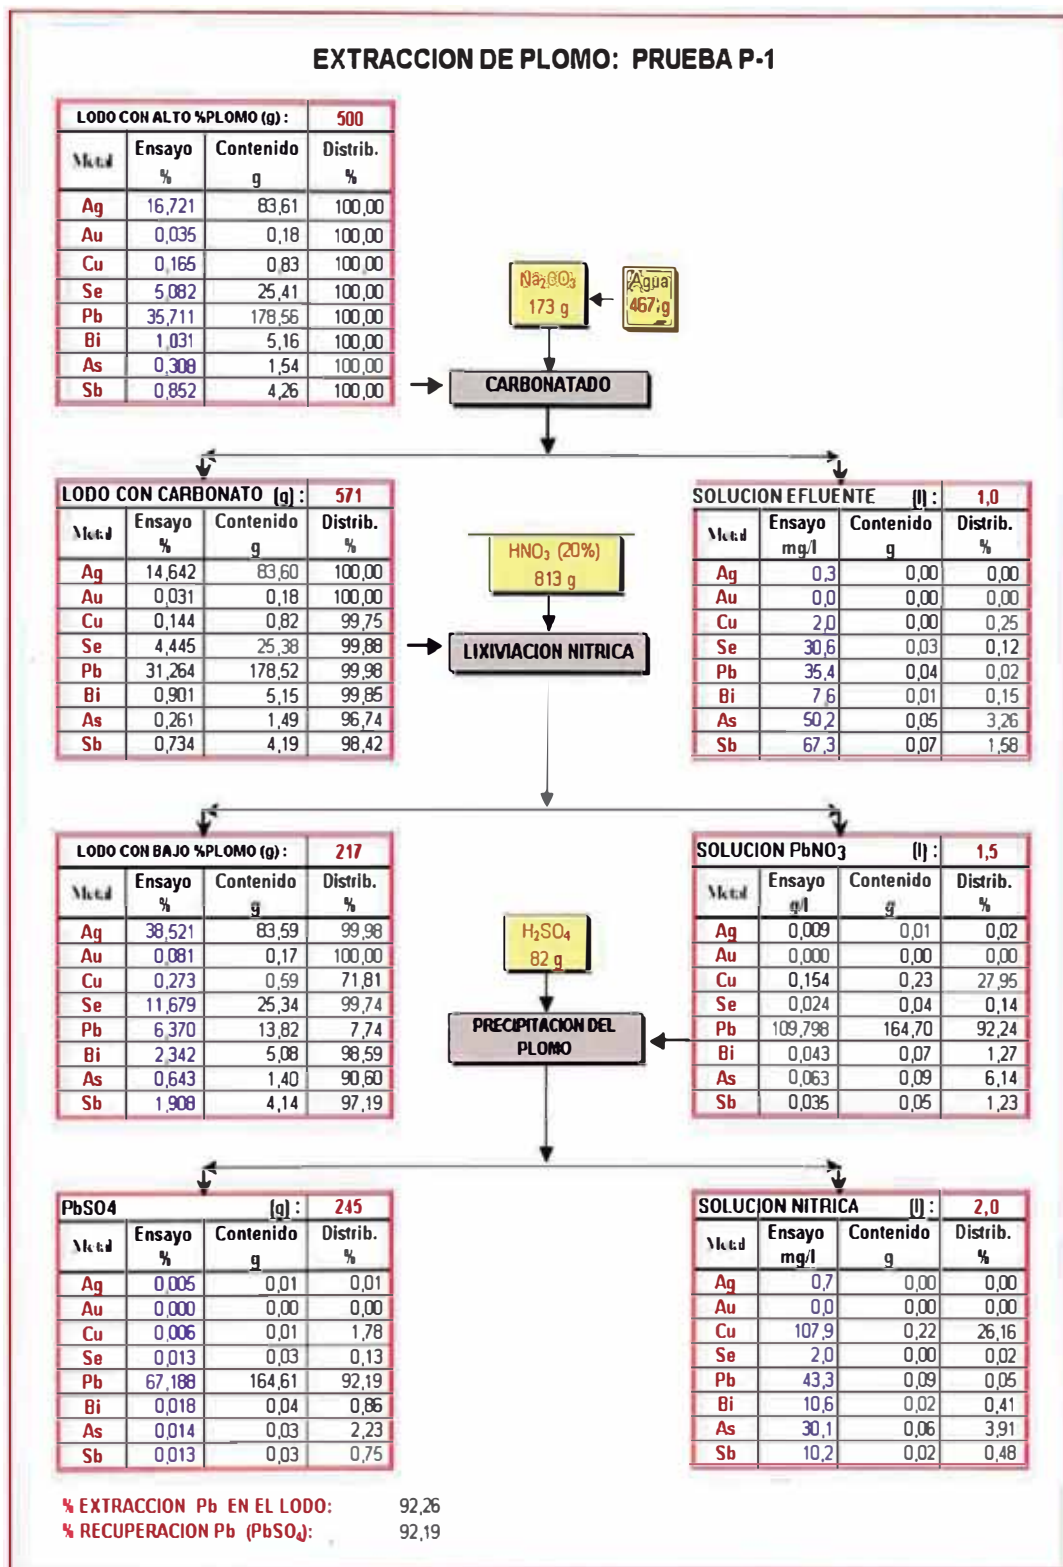 EXTRACCION DE PLOMO: PRUEBA P-1
LODO CON ALTO %PLOMO (g) : 500
Metal Ensayo Contenido Distrib.
% g %
Ag 16,721 83,61 100,00
Au 0,035 0,18 100,00
Cu 0,165 0,83 100,00
Se 5,082 25,41 100,00
Pb 35,711 178,56 100,00
Bi 1,031 5,16 100,00
As 0,308 1,54 100,00
Sb 0,852 4,26 100,00
Na₂CO₃
173 g
Agua
467 g
CARBONATADO
LODO CON CARBONATO (g) : 571
Metal Ensayo Contenido Distrib.
% g %
Ag 14,642 83,60 100,00
Au 0,031 0,18 100,00
Cu 0,144 0,82 99,75
Se 4,445 25,38 99,88
Pb 31,264 178,52 99,98
Bi 0,901 5,15 99,85
As 0,261 1,49 96,74
Sb 0,734 4,19 98,42
HNO₃ (20%)
813 g
LIXIVIACION NITRICA
SOLUCION EFLUENTE (l) : 1,0
Metal Ensayo Contenido Distrib.
mg/l g %
Ag 0,3 0,00 0,00
Au 0,0 0,00 0,00
Cu 2,0 0,00 0,25
Se 30,6 0,03 0,12
Pb 35,4 0,04 0,02
Bi 7,6 0,01 0,15
As 50,2 0,05 3,26
Sb 67,3 0,07 1,58
LODO CON BAJO %PLOMO (g) : 217
Metal Ensayo Contenido Distrib.
% g %
Ag 38,521 83,59 99,98
Au 0,081 0,17 100,00
Cu 0,273 0,59 71,81
Se 11,679 25,34 99,74
Pb 6,370 13,82 7,74
Bi 2,342 5,08 98,59
As 0,643 1,40 90,60
Sb 1,908 4,14 97,19
H₂SO₄
82 g
PRECIPITACION DEL
PLOMO
SOLUCION PbNO3 (l) : 1,5
Metal Ensayo Contenido Distrib.
g/l g %
Ag 0,009 0,01 0,02
Au 0,000 0,00 0,00
Cu 0,154 0,23 27,95
Se 0,024 0,04 0,14
Pb 109,798 164,70 92,24
Bi 0,043 0,07 1,27
As 0,063 0,09 6,14
Sb 0,035 0,05 1,23
PbSO4 (g) : 245
Metal Ensayo Contenido Distrib.
% g %
Ag 0,005 0,01 0,01
Au 0,000 0,00 0,00
Cu 0,006 0,01 1,78
Se 0,013 0,03 0,13
Pb 67,188 164,61 92,19
Bi 0,018 0,04 0,86
As 0,014 0,03 2,23
Sb 0,013 0,03 0,75
SOLUCION NITRICA (l) : 2,0
Metal Ensayo Contenido Distrib.
mg/l g %
Ag 0,7 0,00 0,00
Au 0,0 0,00 0,00
Cu 107,9 0,22 26,16
Se 2,0 0,00 0,02
Pb 43,3 0,09 0,05
Bi 10,6 0,02 0,41
As 30,1 0,06 3,91
Sb 10,2 0,02 0,48
% EXTRACCION Pb EN EL LODO: 92,26
% RECUPERACION Pb (PbSO₄): 92,19